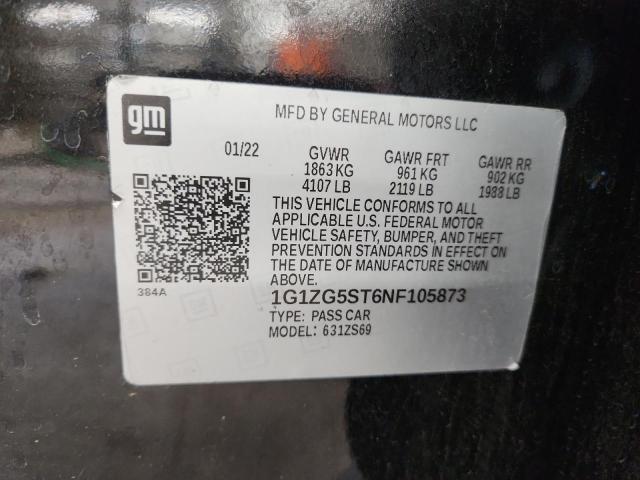 gm
MFD BY GENERAL MOTORS LLC
01/22 GVWR GAWR FRT GAWR RR
1863 KG 961 KG 902 KG
4107 LB 2119 LB 1988 LB
THIS VEHICLE CONFORMS TO ALL
APPLICABLE U.S. FEDERAL MOTOR
VEHICLE SAFETY, BUMPER, AND THEFT
PREVENTION STANDARDS IN EFFECT ON
THE DATE OF MANUFACTURE SHOWN
ABOVE.
384A
1G1ZG5ST6NF105873
TYPE: PASS CAR
MODEL: 631ZS69